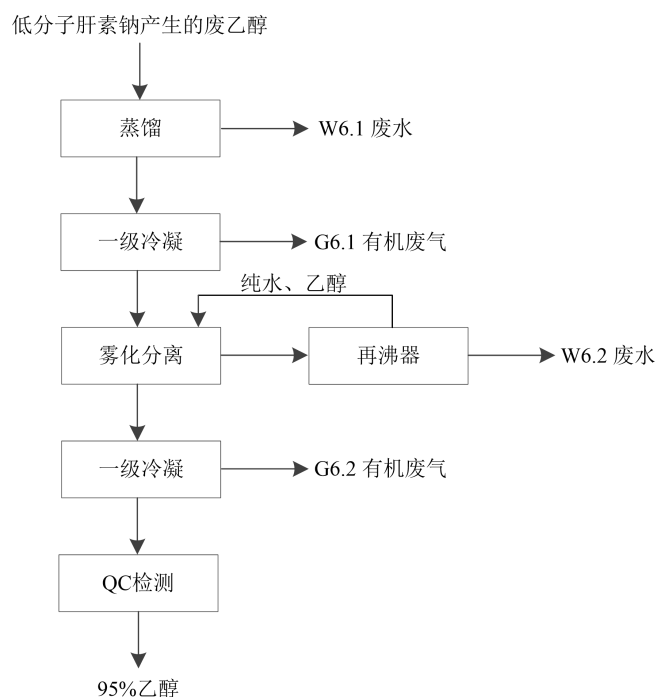 低分子肝素钠产生的废乙醇
蒸馏
W6.1 废水
一级冷凝
G6.1 有机废气
纯水、乙醇
雾化分离
再沸器
W6.2 废水
一级冷凝
G6.2 有机废气
QC检测
95%乙醇